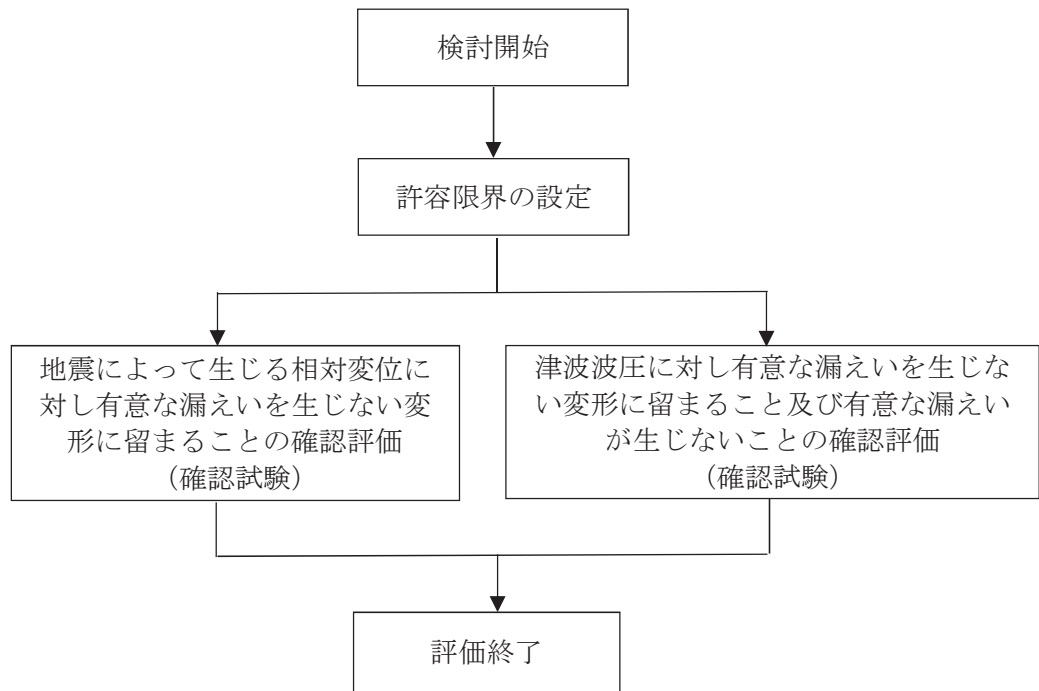 検討開始
許容限界の設定
地震によって生じる相対変位に
対し有意な漏えいを生じない変
形に留まることの確認評価
（確認試験）
津波波圧に対し有意な漏えいを生じな
い変形に留まること及び有意な漏えい
が生じないことの確認評価
（確認試験）
評価終了